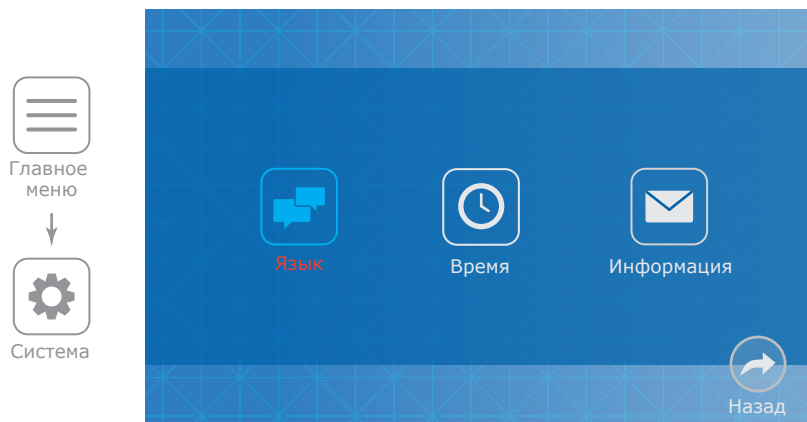 Главное
меню
Система
Язык
Время
Информация
Назад